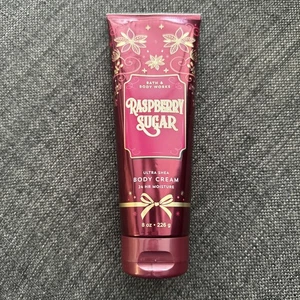 BATH &
BODY WORKS
RASPBERRY
SUGAR
ULTRA SHEA
BODY CREAM
24 HR MOISTURE
8 oz • 226 g